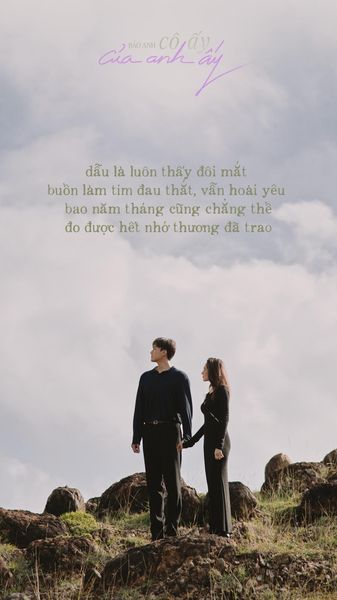 BẢO ANH
cô ấy
của anh ấy
dẫu là luôn thấy đôi mắt
buồn làm tim đau thắt, vẫn hoài yêu
bao năm tháng cũng chẳng thể
đo được hết nhớ thương đã trao